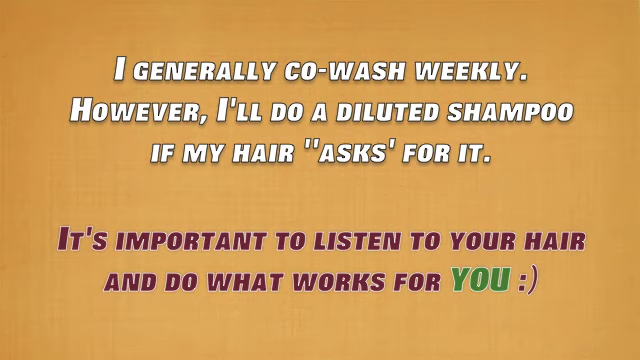 I generally co-wash weekly.
However, I'll do a diluted shampoo
if my hair "asks' for it.
It's important to listen to your hair
and do what works for YOU :)